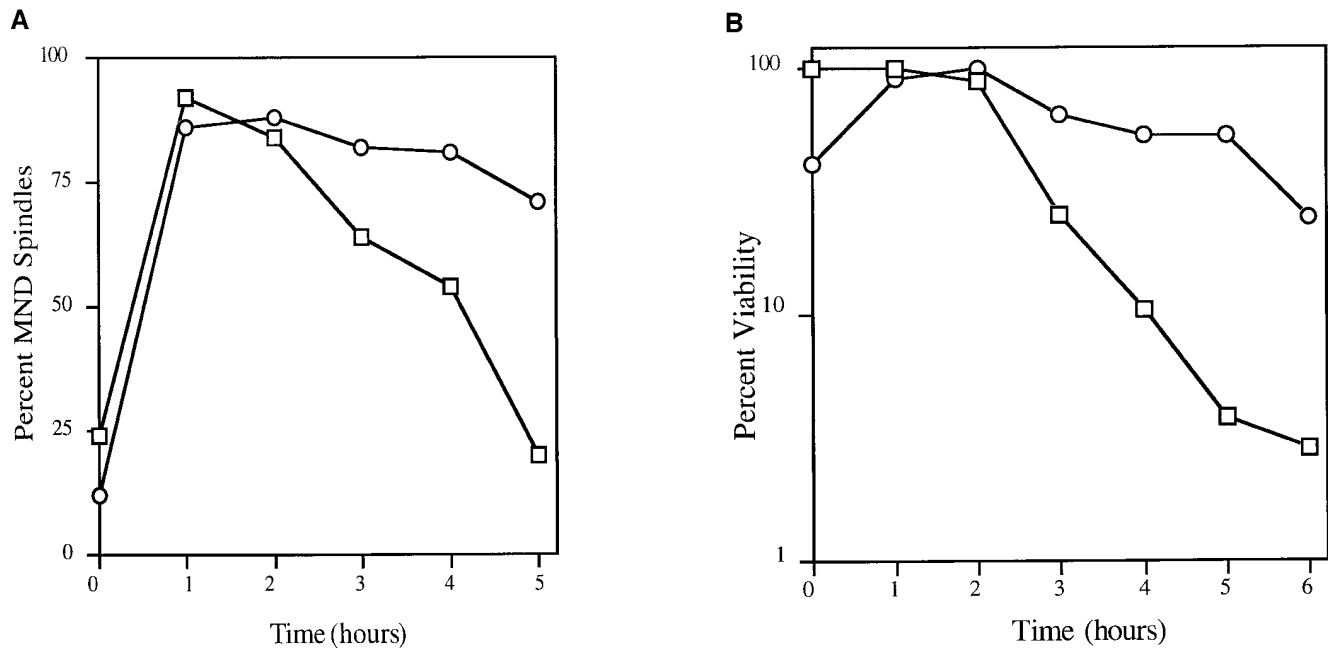 A
100
75
50
25
0
Percent MND Spindles
0 1 2 3 4 5
Time (hours)
B
100
10
1
Percent Viability
0 1 2 3 4 5 6
Time (hours)